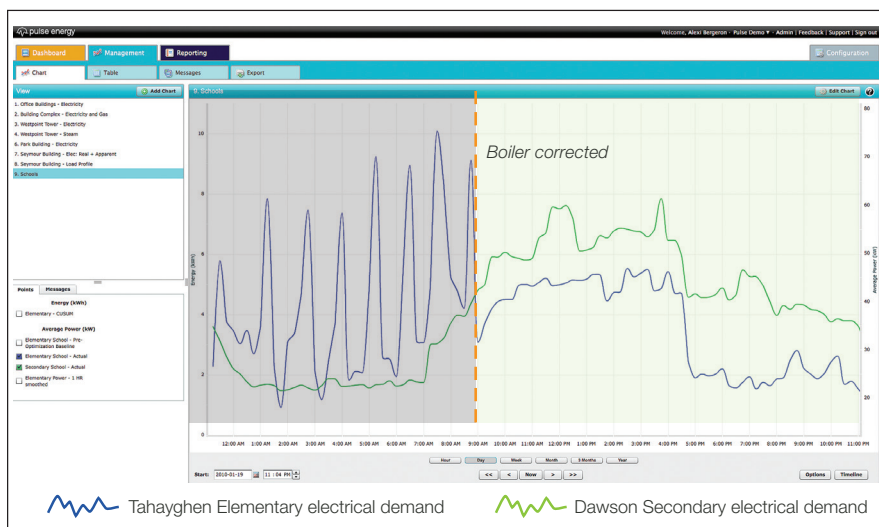 pulse energy
Welcome, Alexi Bergeron - Pulse Demo ▼ - Admin | Feedback | Support | Sign out
Dashboard Management Reporting Configuration
Chart Table Messages Export
View Add Chart
1. Office Buildings - Electricity
2. Building Complex - Electricity and Gas
3. Westpoint Tower - Electricity
4. Westpoint Tower - Steam
6. Park Building - Electricity
7. Seymour Building - Elec: Real + Apparent
8. Seymour Building - Load Profile
9. Schools
Points Messages
Energy (kWh)
Elementary - CUSUM
Average Power (kW)
Elementary School - Pre-
Optimization Baseline
Elementary School - Actual
Secondary School - Actual
Elementary Power - 1 HR
smoothed
9. Schools Edit Chart ?
Boiler corrected
Energy (kWh)
10
8
6
4
2
0
Average Power (kW)
80
70
60
50
40
30
20
12:00 AM 1:00 AM 2:00 AM 3:00 AM 4:00 AM 5:00 AM 6:00 AM 7:00 AM 8:00 AM 9:00 AM 10:00 AM 11:00 AM 12:00 PM 1:00 PM 2:00 PM 3:00 PM 4:00 PM 5:00 PM 6:00 PM 7:00 PM 8:00 PM 9:00 PM 10:00 PM 11:00 PM
Hour Day Week Month 3 Months Year
Start: 2010-01-19 11 : 04 PM << < Now > >> Options Timeline
Tahayghen Elementary electrical demand Dawson Secondary electrical demand